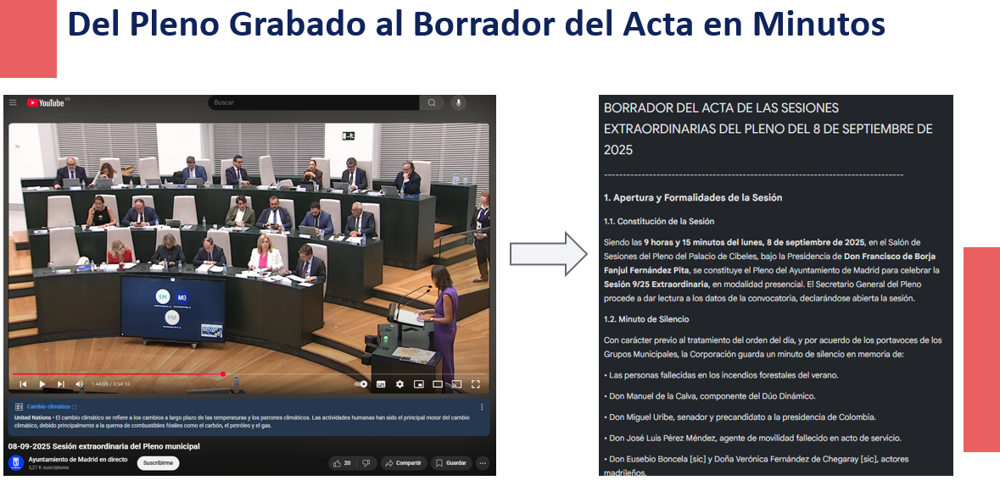 Del Pleno Grabado al Borrador del Acta en Minutos
YouTube ES
Buscar
LH
MG
FM
1:44:08 / 3:54:15
Cambio climático
United Nations • El cambio climático se refiere a los cambios a largo plazo de las temperaturas y los patrones climáticos. Las actividades humanas han sido el principal motor del cambio
climático, debido principalmente a la quema de combustibles fósiles como el carbón, el petróleo y el gas.
08-09-2025 Sesión extraordinaria del Pleno municipal
Ayuntamiento de Madrid en directo
5,27 K suscriptores
Suscribirme
20
Compartir
Guardar
BORRADOR DEL ACTA DE LAS SESIONES
EXTRAORDINARIAS DEL PLENO DEL 8 DE SEPTIEMBRE DE
2025
--------------------------------------------------------------------------------
1. Apertura y Formalidades de la Sesión
1.1. Constitución de la Sesión
Siendo las 9 horas y 15 minutos del lunes, 8 de septiembre de 2025, en el Salón de
Sesiones del Pleno del Palacio de Cibeles, bajo la Presidencia de Don Francisco de Borja
Fanjul Fernández Pita, se constituye el Pleno del Ayuntamiento de Madrid para celebrar la
Sesión 9/25 Extraordinaria, en modalidad presencial. El Secretario General del Pleno
procede a dar lectura a los datos de la convocatoria, declarándose abierta la sesión.
1.2. Minuto de Silencio
Con carácter previo al tratamiento del orden del día, y por acuerdo de los portavoces de los
Grupos Municipales, la Corporación guarda un minuto de silencio en memoria de:
• Las personas fallecidas en los incendios forestales del verano.
• Don Manuel de la Calva, componente del Dúo Dinámico.
• Don Miguel Uribe, senador y precandidato a la presidencia de Colombia.
• Don José Luis Pérez Méndez, agente de movilidad fallecido en acto de servicio.
• Don Eusebio Boncela [sic] y Doña Verónica Fernández de Chegaray [sic], actores
madrileños.